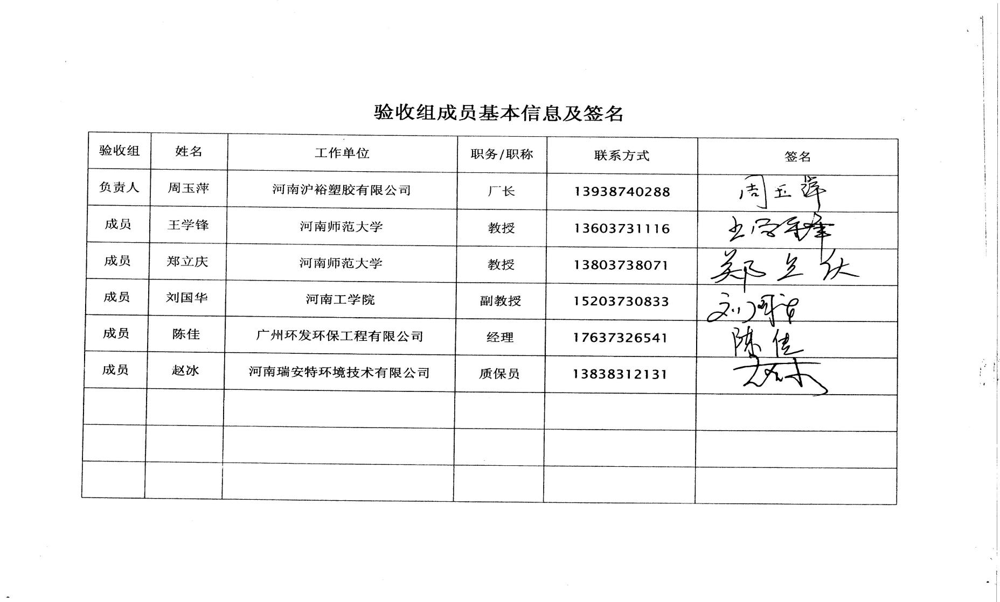 验收组成员基本信息及签名
验收组 姓名 工作单位 职务/职称 联系方式 签名
负责人 周玉萍 河南沪裕塑胶有限公司 厂长 13938740288 周玉萍
成员 王学锋 河南师范大学 教授 13603731116 王学锋
成员 郑立庆 河南师范大学 教授 13803738071 郑立庆
成员 刘国华 河南工学院 副教授 15203730833 刘国华
成员 陈佳 广州环发环保工程有限公司 经理 17637326541 陈佳
成员 赵冰 河南瑞安特环境技术有限公司 质保员 13838312131 赵冰